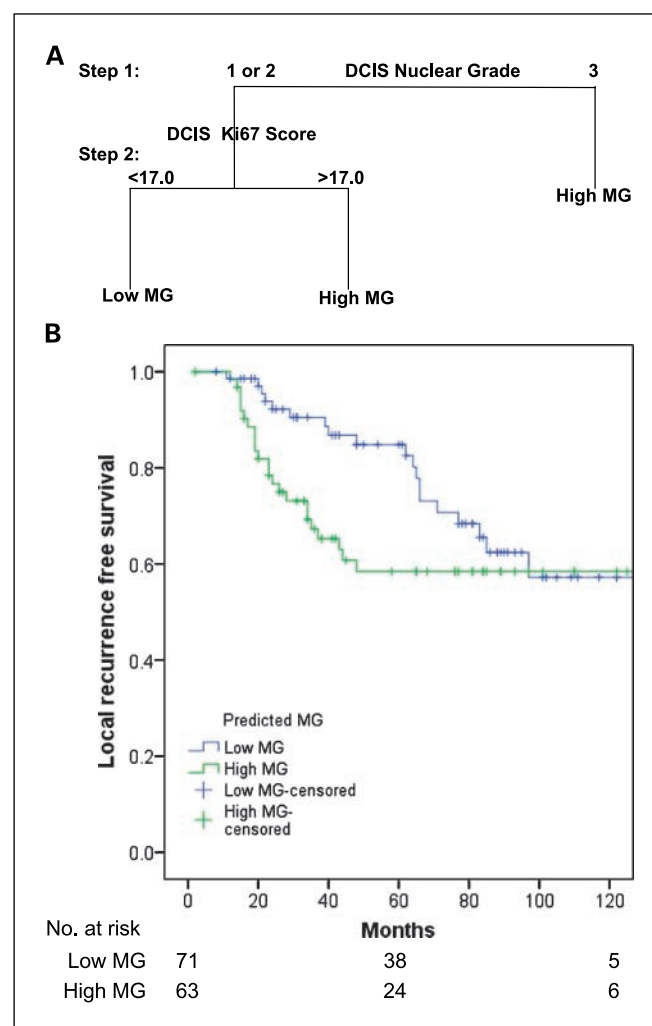 A
Step 1: 1 or 2 DCIS Nuclear Grade 3
DCIS Ki67 Score
Step 2:
<17.0 >17.0
High MG
Low MG High MG
B
Local recurrence free survival
1.0
0.8
0.6
0.4
0.2
0.0
Predicted MG
Low MG
High MG
Low MG-censored
High MG-
censored
0 20 40 60 80 100 120
Months
No. at risk
Low MG 71 38 5
High MG 63 24 6